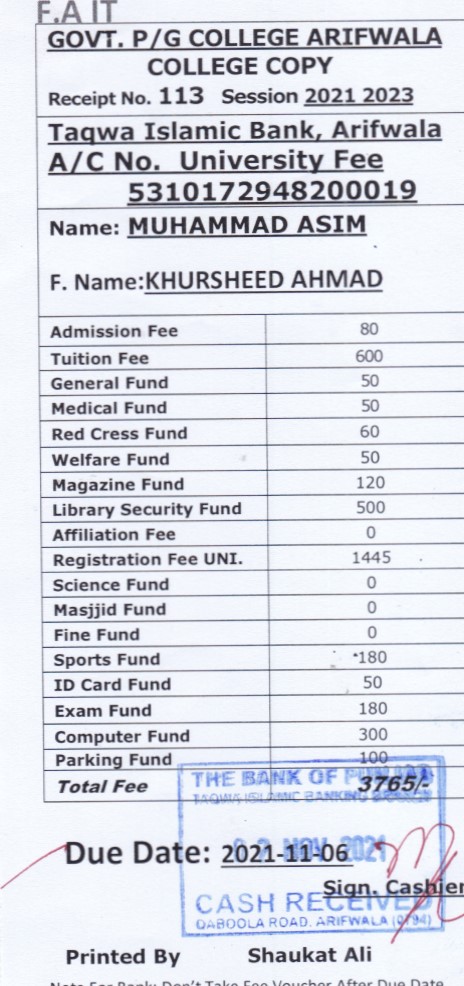 F.A IT
GOVT. P/G COLLEGE ARIFWALA
COLLEGE COPY
Receipt No. 113 Session 2021 2023
Taqwa Islamic Bank, Arifwala
A/C No. University Fee
5310172948200019
Name: MUHAMMAD ASIM
F. Name:KHURSHEED AHMAD
Admission Fee 80
Tuition Fee 600
General Fund 50
Medical Fund 50
Red Cress Fund 60
Welfare Fund 50
Magazine Fund 120
Library Security Fund 500
Affiliation Fee 0
Registration Fee UNI. 1445
Science Fund 0
Masjjid Fund 0
Fine Fund 0
Sports Fund 180
ID Card Fund 50
Exam Fund 180
Computer Fund 300
Parking Fund 100
Total Fee 3765/-
THE BANK OF PUNJAB
TAQWA ISLAMIC BANKING BRANCH
Due Date: 2021-11-06
NOV 2021
Sign. Cashier
CASH RECEIVED
QABOOLA ROAD, ARIFWALA
Printed By Shaukat Ali
Note For Bank: Don't Take Fee Voucher After Due Date